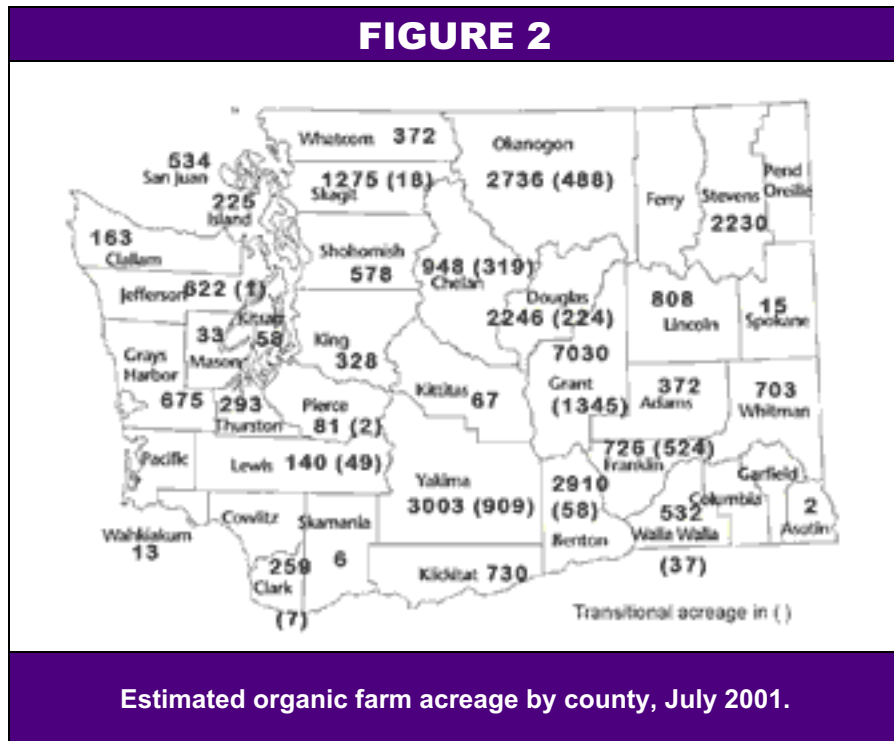 FIGURE 2
Whatcom 372
Okanogon
2736 (488)
534
San Juan
1275 (18)
Skagit
225
Island
Ferry
Stevens
2230
Pend
Oreille
163
Clallam
Shohomish
578
948 (319)
Chelan
Jefferson 622 (1)
Douglas
2246 (224)
808
Lincoln
15
Spokane
33
Mason
Kitsap
58
King
328
7030
Grant
(1345)
Grays
Harbor
675
293
Thurston
Pierce
81 (2)
Kittitas 67
372
Adams
703
Whitman
Pacific
Lewis 140 (49)
Yakima
3003 (909)
726 (524)
Franklin
2910
(58)
Benton
Garfield
Columbia
532
Walla Walla
(37)
2
Asotin
Wahkiakum
13
Cowlitz
Skamania
6
259
Clark
(7)
Klickitat 730
Transitional acreage in ( )
Estimated organic farm acreage by county, July 2001.